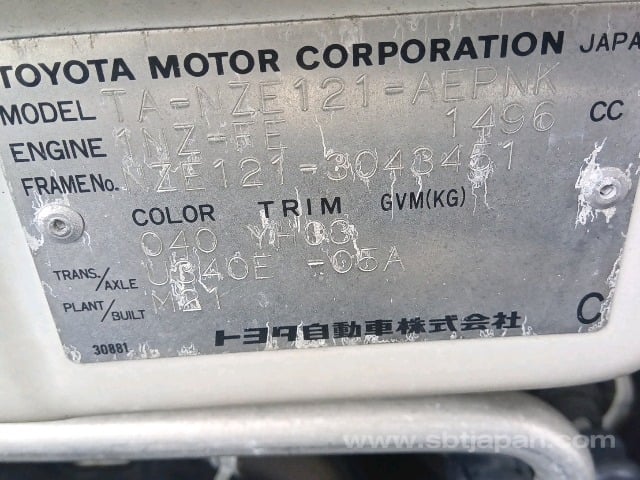 TOYOTA MOTOR CORPORATION JAPA
MODEL TA-NZE121-AEPNK
ENGINE 1NZ-FE 1496 CC
FRAME No. NZE121-3043461
COLOR TRIM GVM(KG)
040
TRANS./AXLE -05A
PLANT/BUILT
トヨタ自動車株式会社 C
30881
www.sbtjapan.com